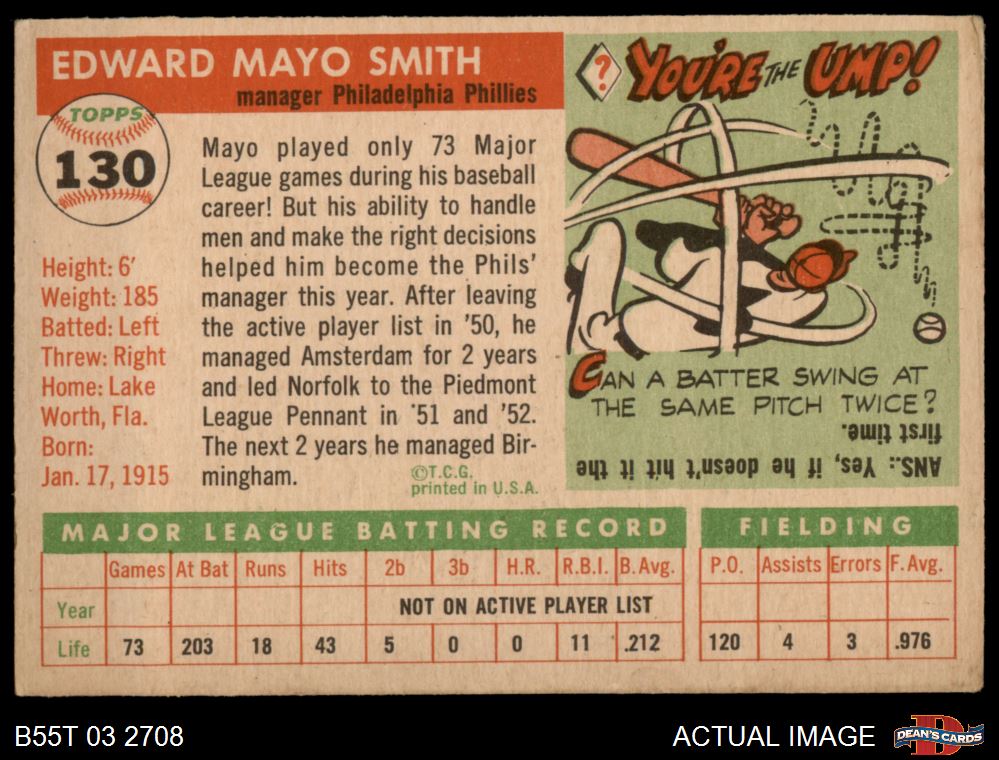 EDWARD MAYO SMITH
manager Philadelphia Phillies
TOPPS
130
Height: 6'
Weight: 185
Batted: Left
Threw: Right
Home: Lake
Worth, Fla.
Born:
Jan. 17, 1915
Mayo played only 73 Major
League games during his baseball
career! But his ability to handle
men and make the right decisions
helped him become the Phils'
manager this year. After leaving
the active player list in '50, he
managed Amsterdam for 2 years
and led Norfolk to the Piedmont
League Pennant in '51 and '52.
The next 2 years he managed Bir-
mingham.
©T.C.G.
printed in U.S.A.
? YOU'RE THE UMP!
CAN A BATTER SWING AT
THE SAME PITCH TWICE?
ANS.: Yes, if he doesn't hit it the
first time.
MAJOR LEAGUE BATTING RECORD
Games At Bat Runs Hits 2b 3b H.R. R.B.I. B. Avg.
Year NOT ON ACTIVE PLAYER LIST
Life 73 203 18 43 5 0 0 11 .212
FIELDING
P.O. Assists Errors F. Avg.
120 4 3 .976
B55T 03 2708
ACTUAL IMAGE
DEAN'S CARDS